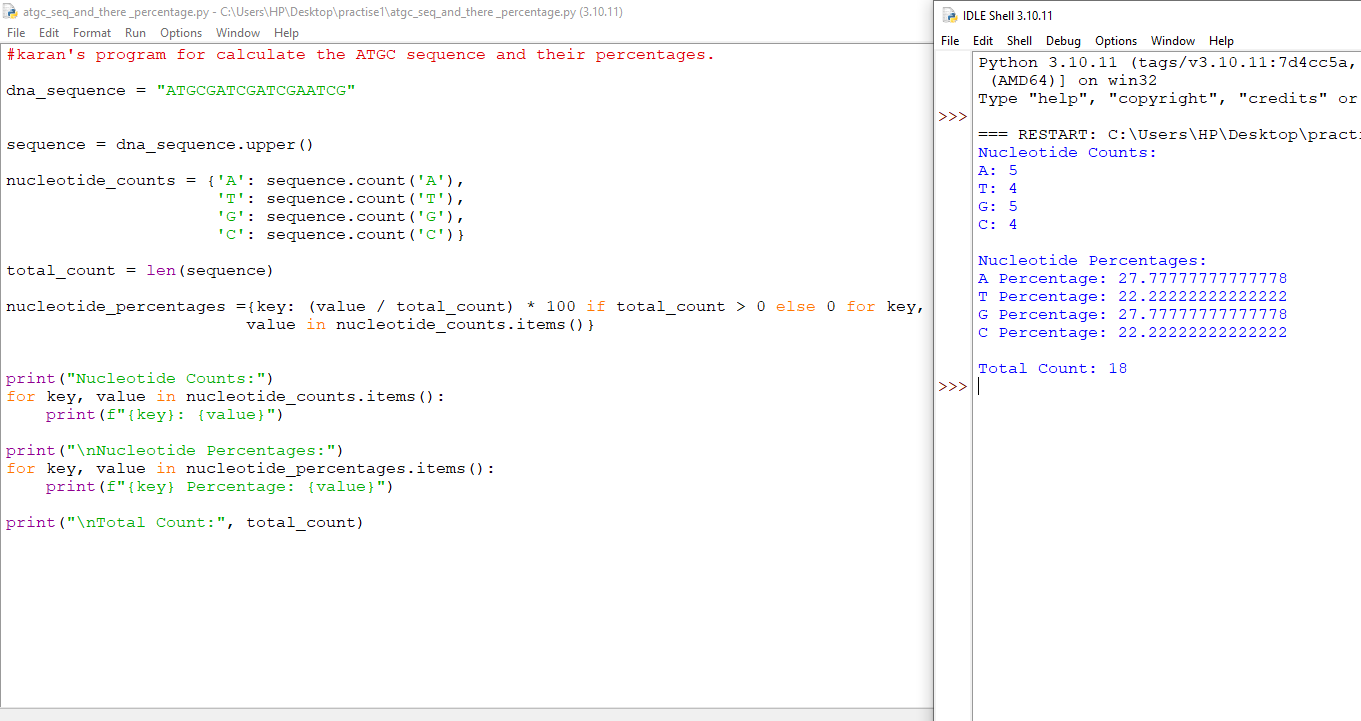 atgc_seq_and_there _percentage.py - C:\Users\HP\Desktop\practise1\atgc_seq_and_there _percentage.py (3.10.11)
File Edit Format Run Options Window Help
#karan's program for calculate the ATGC sequence and their percentages.
dna_sequence = "ATGCGATCGATCGAATCG"
sequence = dna_sequence.upper()
nucleotide_counts = {'A': sequence.count('A'),
'T': sequence.count('T'),
'G': sequence.count('G'),
'C': sequence.count('C')}
total_count = len(sequence)
nucleotide_percentages ={key: (value / total_count) * 100 if total_count > 0 else 0 for key,
value in nucleotide_counts.items()}
print("Nucleotide Counts:")
for key, value in nucleotide_counts.items():
print(f"{key}: {value}")
print("\nNucleotide Percentages:")
for key, value in nucleotide_percentages.items():
print(f"{key} Percentage: {value}")
print("\nTotal Count:", total_count)
IDLE Shell 3.10.11
File Edit Shell Debug Options Window Help
Python 3.10.11 (tags/v3.10.11:7d4cc5a,
(AMD64)] on win32
Type "help", "copyright", "credits" or
>>>
=== RESTART: C:\Users\HP\Desktop\practi
Nucleotide Counts:
A: 5
T: 4
G: 5
C: 4
Nucleotide Percentages:
A Percentage: 27.77777777777778
T Percentage: 22.22222222222222
G Percentage: 27.77777777777778
C Percentage: 22.22222222222222
Total Count: 18
>>>